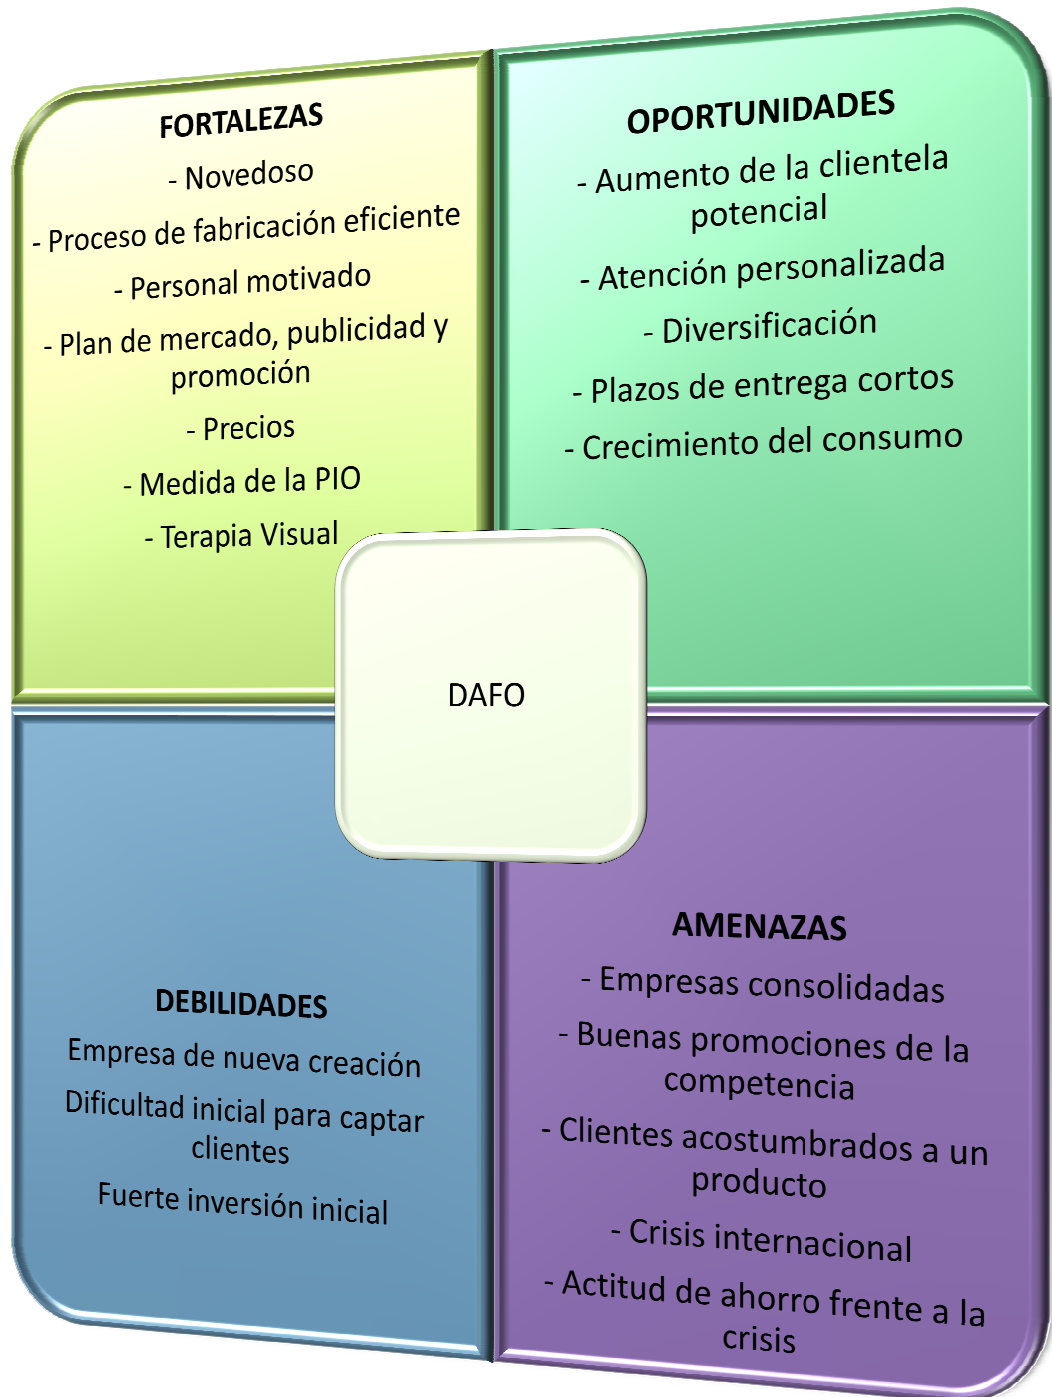 FORTALEZAS
- Novedoso
- Proceso de fabricación eficiente
- Personal motivado
- Plan de mercado, publicidad y
promoción
- Precios
- Medida de la PIO
- Terapia Visual
OPORTUNIDADES
- Aumento de la clientela
potencial
- Atención personalizada
- Diversificación
- Plazos de entrega cortos
- Crecimiento del consumo
DAFO
DEBILIDADES
Empresa de nueva creación
Dificultad inicial para captar
clientes
Fuerte inversión inicial
AMENAZAS
- Empresas consolidadas
- Buenas promociones de la
competencia
- Clientes acostumbrados a un
producto
- Crisis internacional
- Actitud de ahorro frente a la
crisis